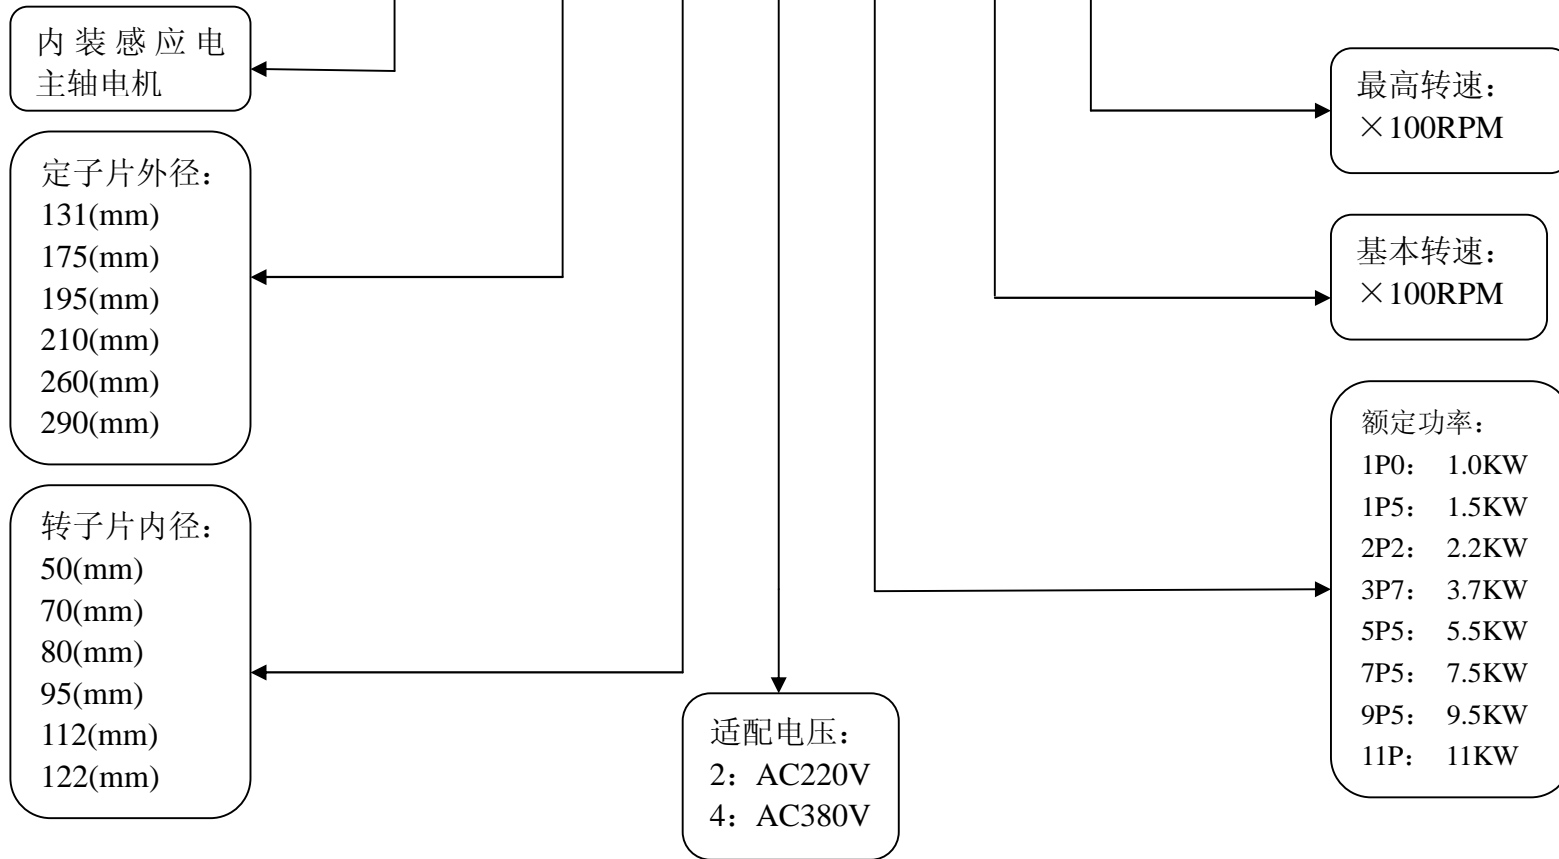 内装感应电
主轴电机
定子片外径：
131(mm)
175(mm)
195(mm)
210(mm)
260(mm)
290(mm)
转子片内径：
50(mm)
70(mm)
80(mm)
95(mm)
112(mm)
122(mm)
适配电压：
2：AC220V
4：AC380V
最高转速：
×100RPM
基本转速：
×100RPM
额定功率：
1P0： 1.0KW
1P5： 1.5KW
2P2： 2.2KW
3P7： 3.7KW
5P5： 5.5KW
7P5： 7.5KW
9P5： 9.5KW
11P： 11KW